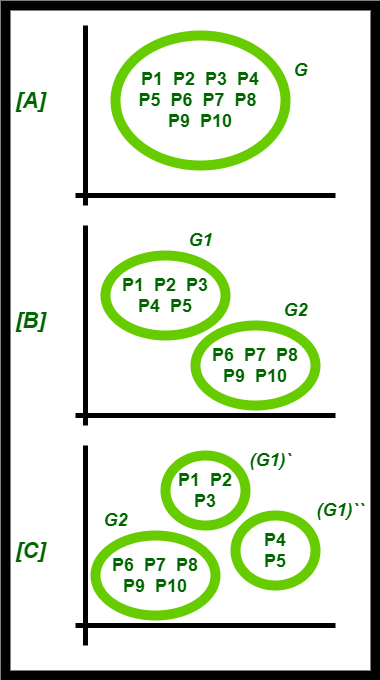 G
P1 P2 P3 P4
[A]
P5 P6 P7 P8
P9 P10
G1
P1 P2 P3
P4 P5
G2
[B]
P6 P7 P8
P9 P10
(G1)`
P1 P2
P3
(G1)``
G2
P4
P5
[C]
P6 P7 P8
P9 P10